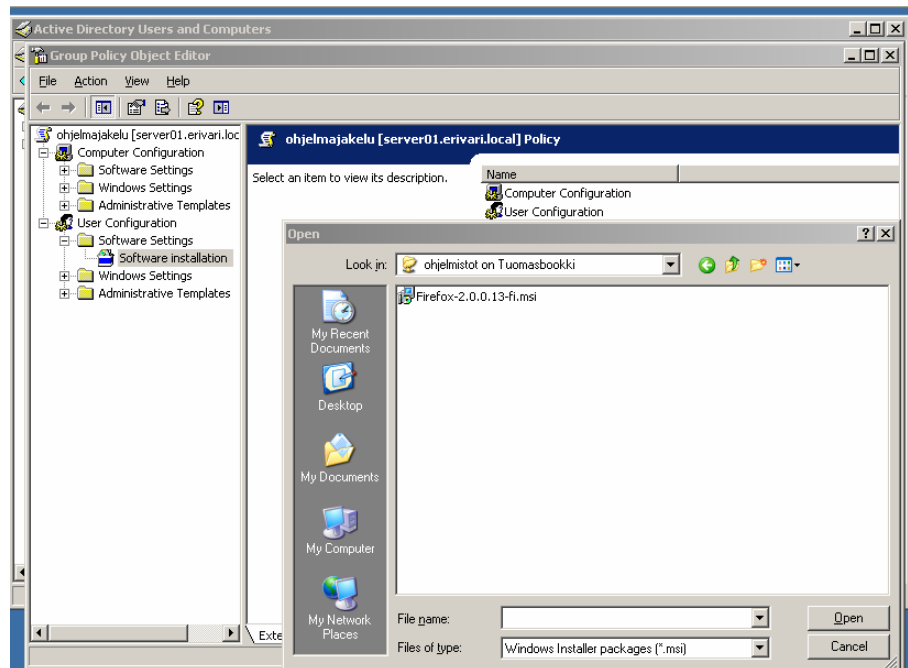 Active Directory Users and Computers
Group Policy Object Editor
File Action View Help
ohjelmajakelu [server01.erivari.loc
Computer Configuration
Software Settings
Windows Settings
Administrative Templates
User Configuration
Software Settings
Software installation
Windows Settings
Administrative Templates
ohjelmajakelu [server01.erivari.local] Policy
Select an item to view its description.
Name
Computer Configuration
User Configuration
Exte
Open
Look in: ohjelmistot on Tuomasbookki
Firefox-2.0.0.13-fi.msi
My Recent
Documents
Desktop
My Documents
My Computer
My Network
Places
File name:
Open
Files of type: Windows Installer packages (*.msi)
Cancel